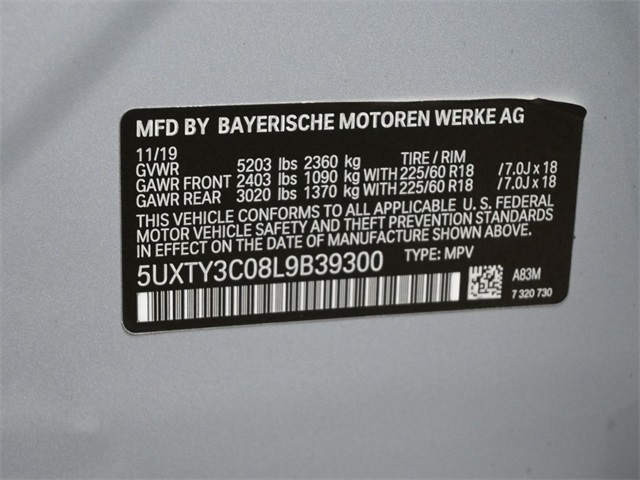 MFD BY BAYERISCHE MOTOREN WERKE AG
11/19 TIRE / RIM
GVWR 5203 lbs 2360 kg
GAWR FRONT 2403 lbs 1090 kg WITH 225/60 R18 / 7.0J x 18
GAWR REAR 3020 lbs 1370 kg WITH 225/60 R18 / 7.0J x 18
THIS VEHICLE CONFORMS TO ALL APPLICABLE U.S. FEDERAL
MOTOR VEHICLE SAFETY AND THEFT PREVENTION STANDARDS
IN EFFECT ON THE DATE OF MANUFACTURE SHOWN ABOVE.
5UXTY3C08L9B39300 TYPE: MPV
A83M
7 320 730